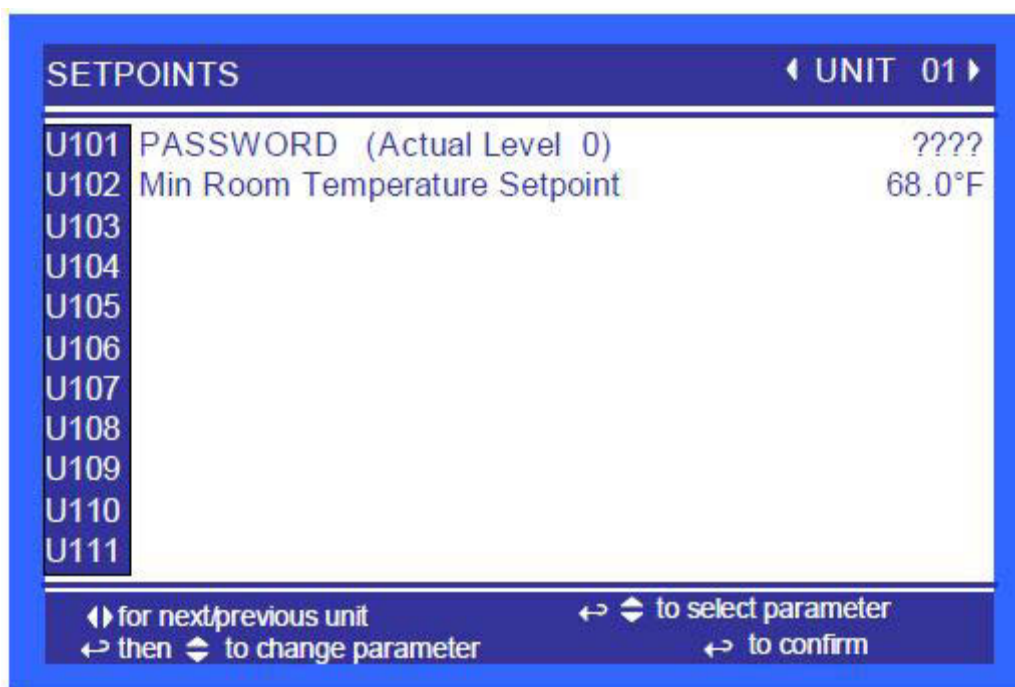 SETPOINTS UNIT 01
U101 PASSWORD (Actual Level 0) ????
U102 Min Room Temperature Setpoint 68.0°F
U103
U104
U105
U106
U107
U108
U109
U110
U111
for next/previous unit to select parameter
then to change parameter to confirm